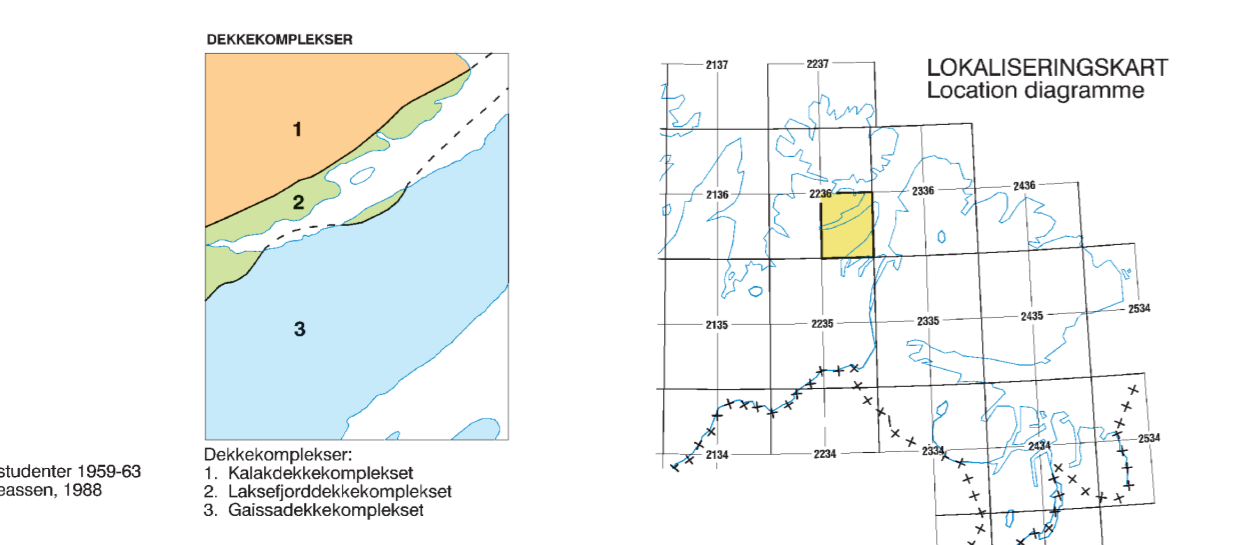 DEKKEKOMPLEKSER
1
2
3
Dekkekomplekser:
1. Kalakdekkekomplekset
2. Laksefjorddekkekomplekset
3. Gaissadekkekomplekset
studenter 1959-63
eassen, 1988
LOKALISERINGSKART
Location diagramme
2137 2237
2136 2236 2336 2436
2135 2235 2335 2435 2534
2134 2234 2334 2434 2534